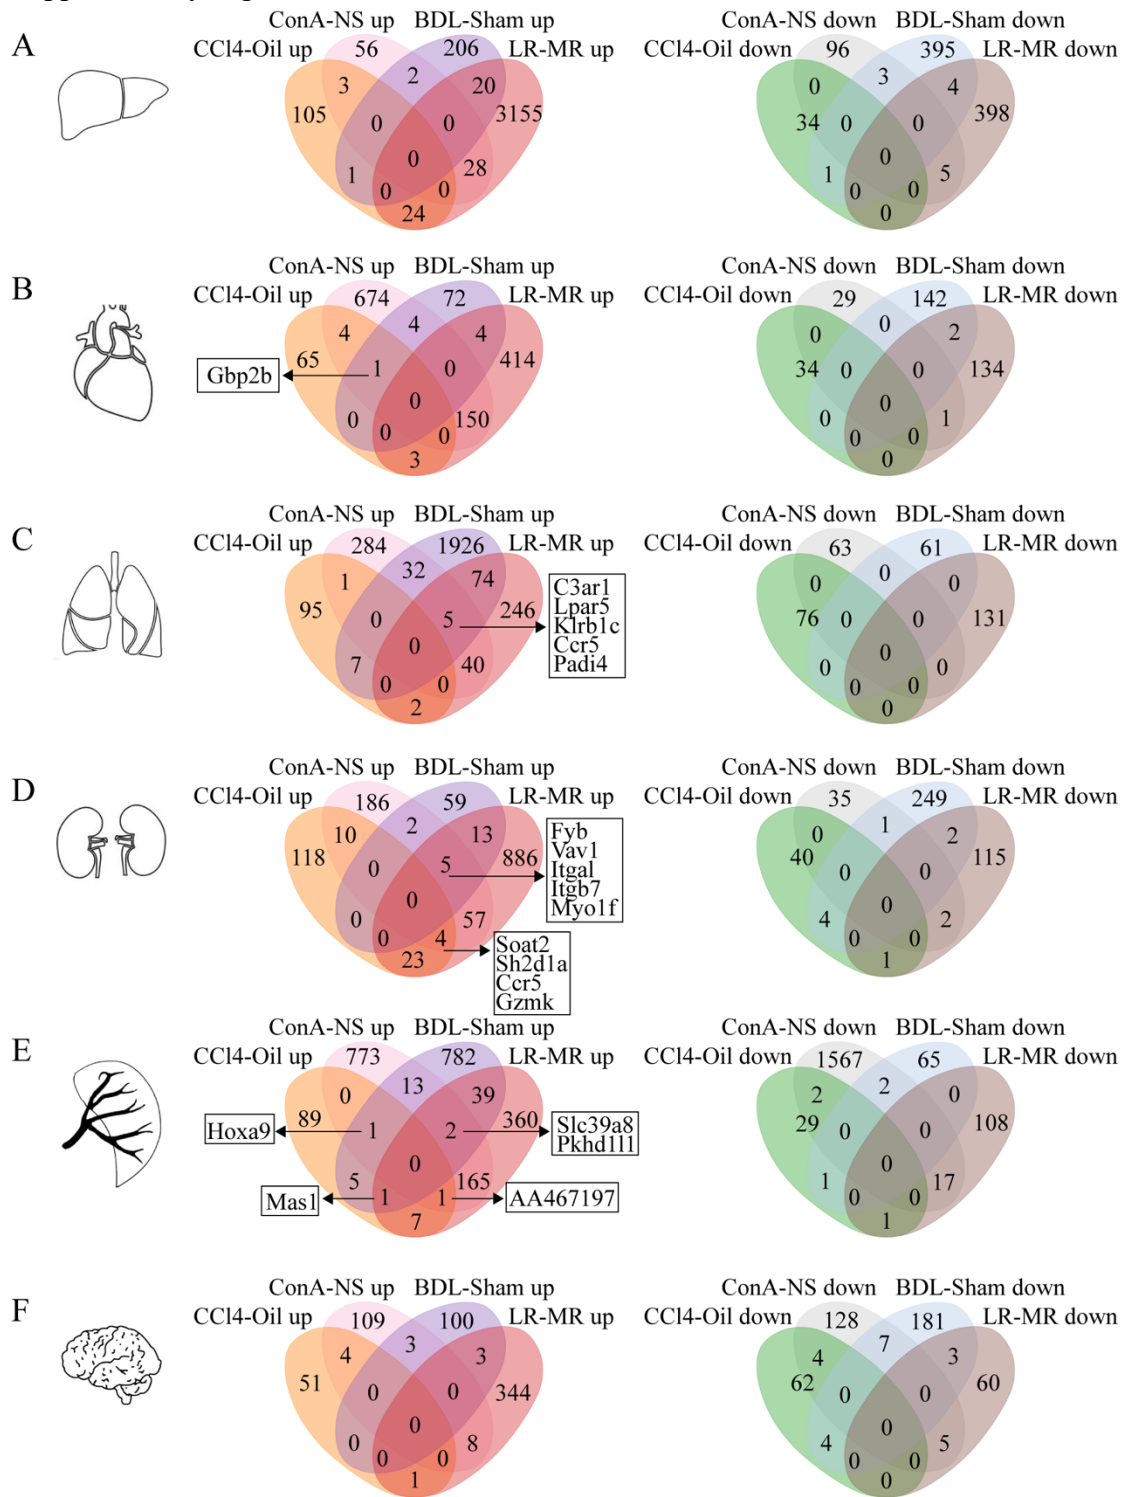 A
ConA-NS up BDL-Sham up
CCl4-Oil up 56 206 LR-MR up
3 2 20
105 3155
0 0
0
1 28
0 0
24
ConA-NS down BDL-Sham down
CCl4-Oil down 96 395 LR-MR down
0 3 4
34 0 0 398
0
1 5
0 0
0
B
ConA-NS up BDL-Sham up
CCl4-Oil up 674 72 LR-MR up
4 4 4
65 1 0 414
Gbp2b
0
0 150
0 0
3
ConA-NS down BDL-Sham down
CCl4-Oil down 29 142 LR-MR down
0 0 2
34 0 0 134
0
0 1
0 0
0
C
ConA-NS up BDL-Sham up
CCl4-Oil up 284 1926 LR-MR up
1 32 74
95 0 5 246
C3ar1
Lpar5
Klrb1c
Ccr5
Padi4
0
7 40
0 0
2
ConA-NS down BDL-Sham down
CCl4-Oil down 63 61 LR-MR down
0 0 0
76 0 0 131
0
0 0
0 0
0
D
ConA-NS up BDL-Sham up
CCl4-Oil up 186 59 LR-MR up
10 2 13
118 0 5 886
Fyb
Vav1
Itgal
Itgb7
Myo1f
0
0 57
0 4
23
Soat2
Sh2d1a
Ccr5
Gzmk
ConA-NS down BDL-Sham down
CCl4-Oil down 35 249 LR-MR down
0 1 2
40 0 0 115
0
4 2
0 0
1
E
ConA-NS up BDL-Sham up
CCl4-Oil up 773 782 LR-MR up
0 13 39
89 1 2 360
Hoxa9
Slc39a8
Pkhd1l1
0
5 165
1 1
Mas1
AA467197
7
ConA-NS down BDL-Sham down
CCl4-Oil down 1567 65 LR-MR down
2 2 0
29 0 0 108
0
1 17
0 0
1
F
ConA-NS up BDL-Sham up
CCl4-Oil up 109 100 LR-MR up
4 3 3
51 0 0 344
0
0 8
0 0
1
ConA-NS down BDL-Sham down
CCl4-Oil down 128 181 LR-MR down
4 7 3
62 0 0 60
0
4 5
0 0
0